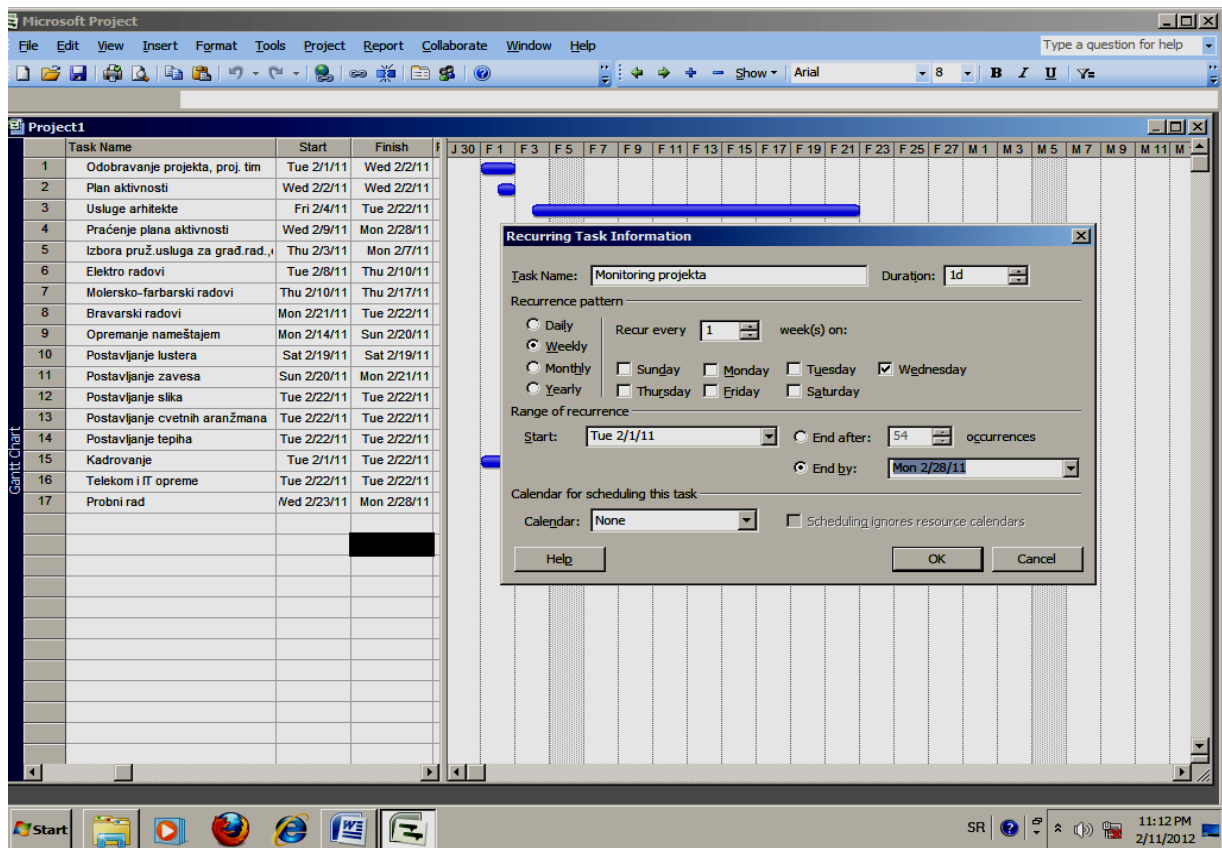 Microsoft Project
File Edit View Insert Format Tools Project Report Collaborate Window Help Type a question for help
Show Arial 8 B I U
Project1
Task Name Start Finish J 30 F 1 F 3 F 5 F 7 F 9 F 11 F 13 F 15 F 17 F 19 F 21 F 23 F 25 F 27 M 1 M 3 M 5 M 7 M 9 M 11 M
1 Odobravanje projekta, proj. tim Tue 2/1/11 Wed 2/2/11
2 Plan aktivnosti Wed 2/2/11 Wed 2/2/11
3 Usluge arhitekte Fri 2/4/11 Tue 2/22/11
4 Praćenje plana aktivnosti Wed 2/9/11 Mon 2/28/11
5 Izbora pruž.usluga za građ.rad., Thu 2/3/11 Mon 2/7/11
6 Elektro radovi Tue 2/8/11 Thu 2/10/11
7 Molersko-farbarski radovi Thu 2/10/11 Thu 2/17/11
8 Bravarski radovi Mon 2/21/11 Tue 2/22/11
9 Opremanje nameštajem Mon 2/14/11 Sun 2/20/11
10 Postavljanje lustera Sat 2/19/11 Sat 2/19/11
11 Postavljanje zavesa Sun 2/20/11 Mon 2/21/11
12 Postavljanje slika Tue 2/22/11 Tue 2/22/11
13 Postavljanje cvetnih aranžmana Tue 2/22/11 Tue 2/22/11
14 Postavljanje tepiha Tue 2/22/11 Tue 2/22/11
15 Kadrovanje Tue 2/1/11 Tue 2/22/11
16 Telekom i IT opreme Tue 2/22/11 Tue 2/22/11
17 Probni rad Wed 2/23/11 Mon 2/28/11
Gantt Chart
Recurring Task Information
Task Name: Monitoring projekta Duration: 1d
Recurrence pattern
Daily Recur every 1 week(s) on:
Weekly
Monthly Sunday Monday Tuesday Wednesday
Yearly Thursday Friday Saturday
Range of recurrence
Start: Tue 2/1/11 End after: 54 occurrences
End by: Mon 2/28/11
Calendar for scheduling this task
Calendar: None Scheduling ignores resource calendars
Help OK Cancel
Start SR 11:12 PM
2/11/2012